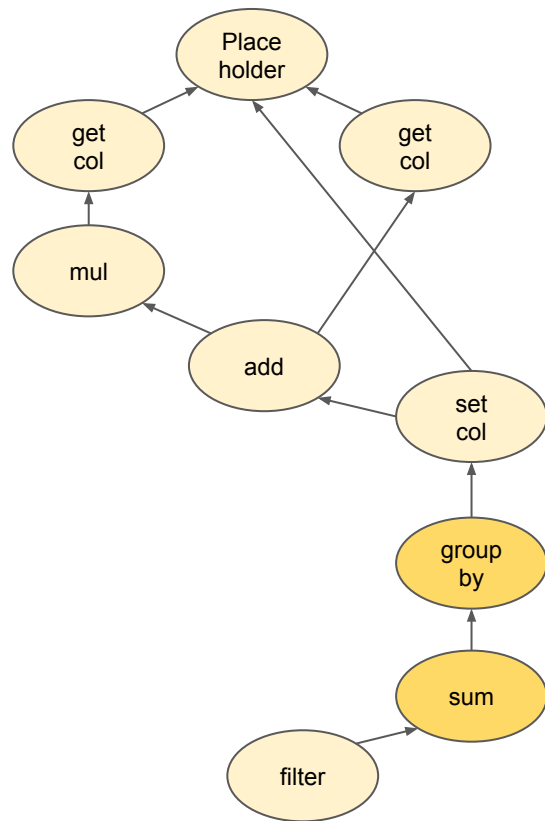 Place
holder
get
col
get
col
mul
add
set
col
group
by
sum
filter